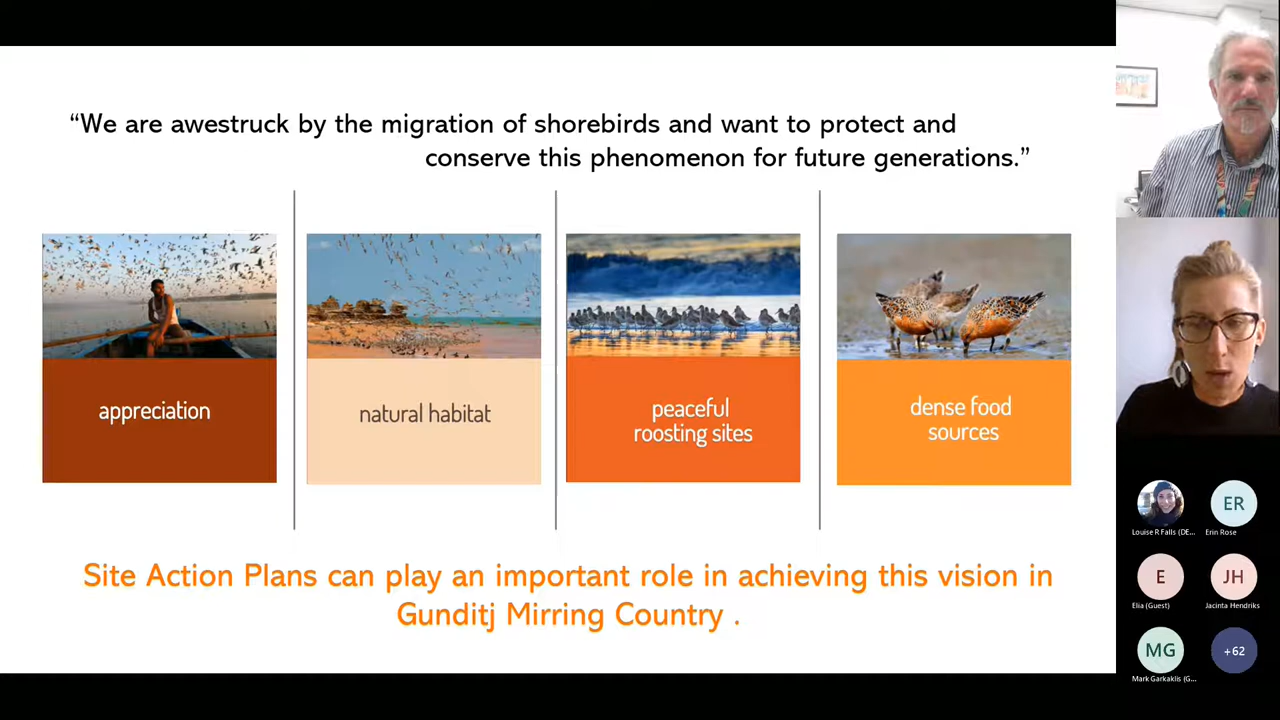 “We are awestruck by the migration of shorebirds and want to protect and
conserve this phenomenon for future generations.”
appreciation
natural habitat
peaceful
roosting sites
dense food
sources
Site Action Plans can play an important role in achieving this vision in
Gunditj Mirring Country .
ER
Louise R Falls (DE...
Erin Rose
E
JH
Elia (Guest)
Jacinta Hendriks
MG
+62
Mark Garkaklis (G...